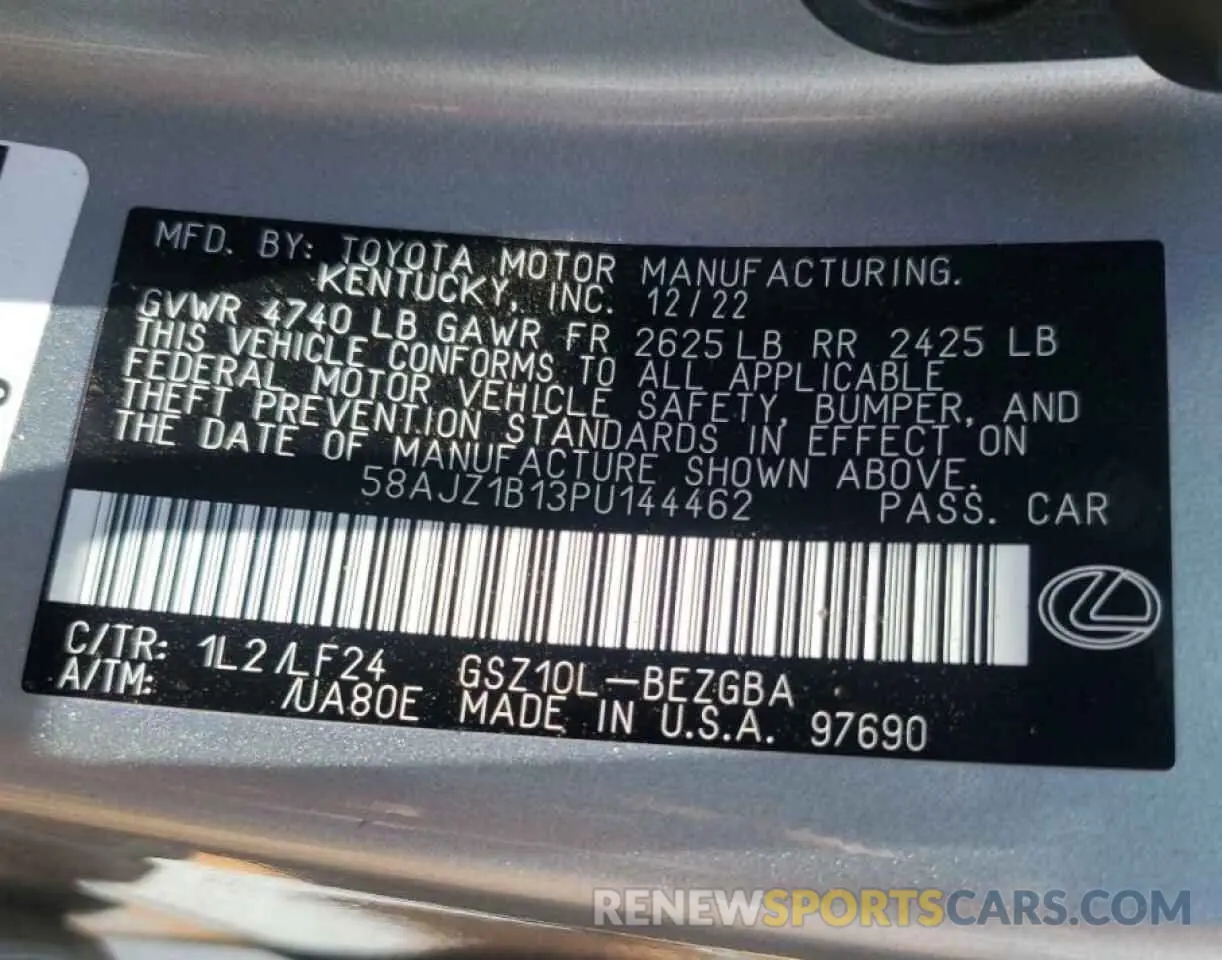 MFD. BY: TOYOTA MOTOR MANUFACTURING.
KENTUCKY, INC. 12/22
GVWR 4740 LB GAWR FR 2625 LB RR 2425 LB
THIS VEHICLE CONFORMS TO ALL APPLICABLE
FEDERAL MOTOR VEHICLE SAFETY, BUMPER, AND
THEFT PREVENTION STANDARDS IN EFFECT ON
THE DATE OF MANUFACTURE SHOWN ABOVE.
58AJZ1B13PU144462 PASS. CAR
C/TR: 1L2/LF24 GSZ10L-BEZGBA
A/TM: /UA80E MADE IN U.S.A. 97690
RENEWSPORTSCARS.COM